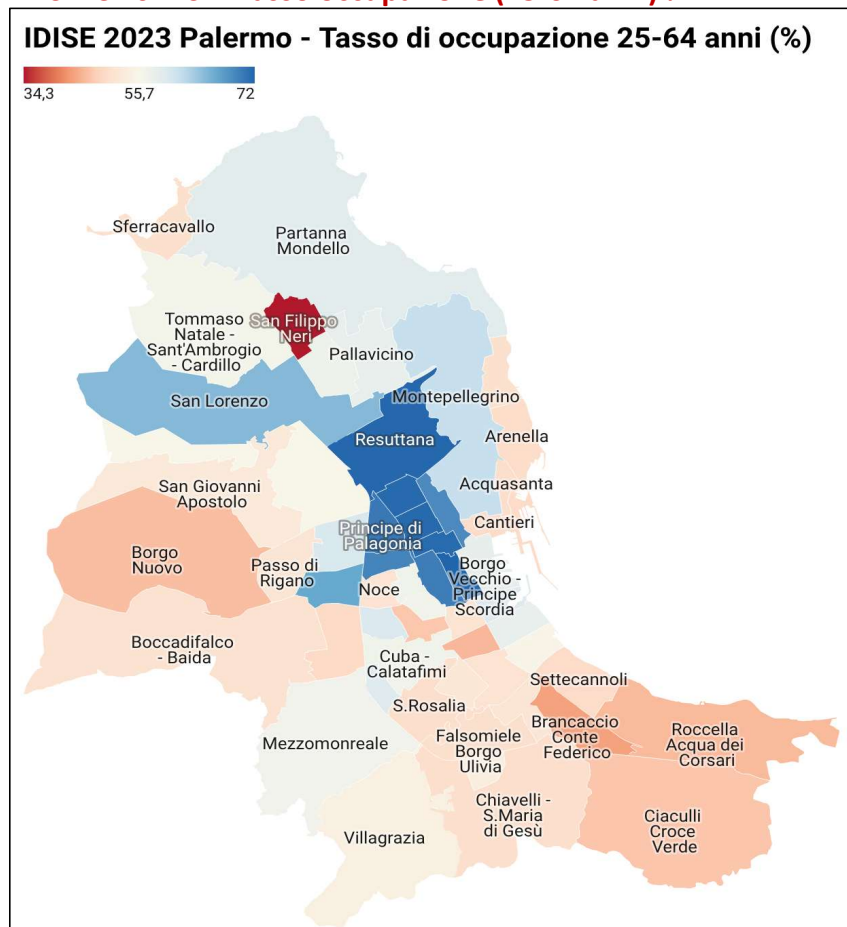 IDISE 2023 Palermo - Tasso di occupazione 25-64 anni (%)
34,3
55,7
72
Sferracavallo
Partanna
Mondello
Tommaso
Natale -
Sant'Ambrogio
- Cardillo
San Filippo
Neri
Pallavicino
San Lorenzo
Montepellegrino
Resuttana
Arenella
San Giovanni
Apostolo
Acquasanta
Principe di
Palagonia
Cantieri
Borgo
Nuovo
Passo di
Rigano
Noce
Borgo
Vecchio -
Principe
Scordia
Boccadifalco
- Baida
Cuba -
Calatafimi
Settecannoli
S.Rosalia
Mezzomonreale
Falsomiele
Borgo
Ulivia
Brancaccio
Conte
Federico
Roccella
Acqua dei
Corsari
Chiavelli -
S.Maria
di Gesù
Villagrazia
Ciaculli
Croce
Verde